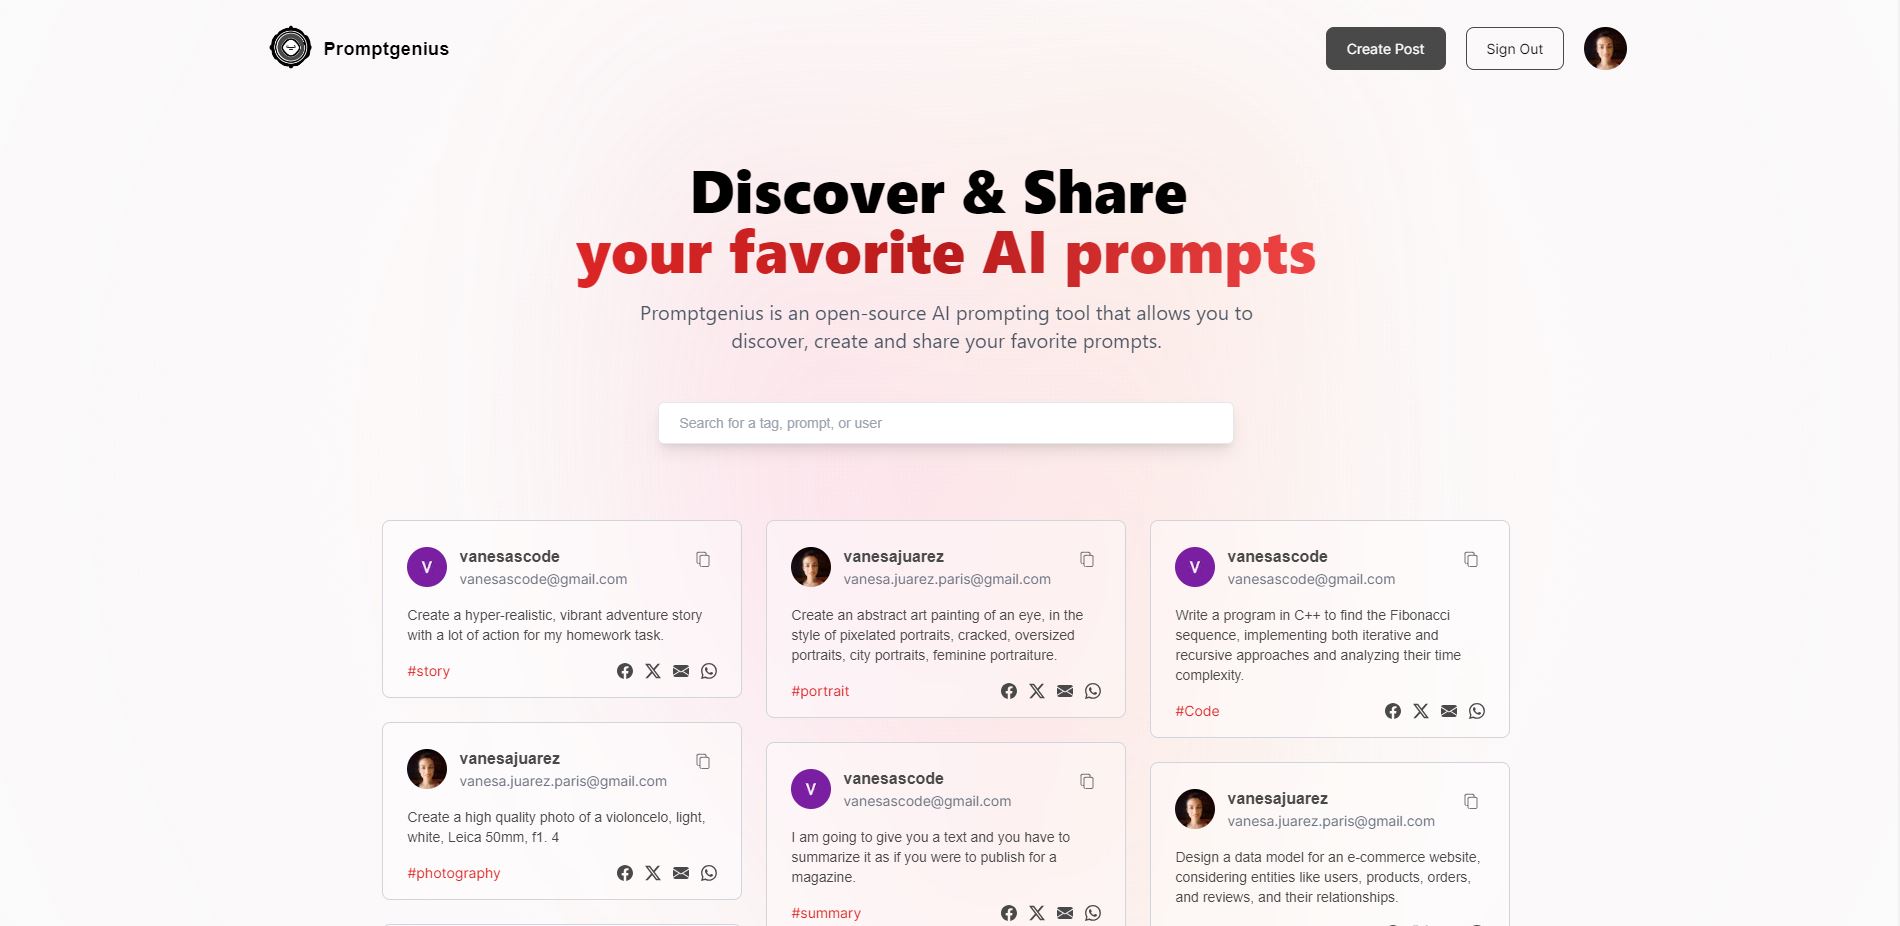 Promptgenius
Create Post
Sign Out
Discover & Share
your favorite AI prompts
Promptgenius is an open-source AI prompting tool that allows you to
discover, create and share your favorite prompts.
Search for a tag, prompt, or user
V
vanesascode
vanesascode@gmail.com
Create a hyper-realistic, vibrant adventure story
with a lot of action for my homework task.
#story
vanesajuarez
vanesa.juarez.paris@gmail.com
Create a high quality photo of a violoncelo, light,
white, Leica 50mm, f1. 4
#photography
vanesajuarez
vanesa.juarez.paris@gmail.com
Create an abstract art painting of an eye, in the
style of pixelated portraits, cracked, oversized
portraits, city portraits, feminine portraiture.
#portrait
V
vanesascode
vanesascode@gmail.com
I am going to give you a text and you have to
summarize it as if you were to publish for a
magazine.
#summary
V
vanesascode
vanesascode@gmail.com
Write a program in C++ to find the Fibonacci
sequence, implementing both iterative and
recursive approaches and analyzing their time
complexity.
#Code
vanesajuarez
vanesa.juarez.paris@gmail.com
Design a data model for an e-commerce website,
considering entities like users, products, orders,
and reviews, and their relationships.